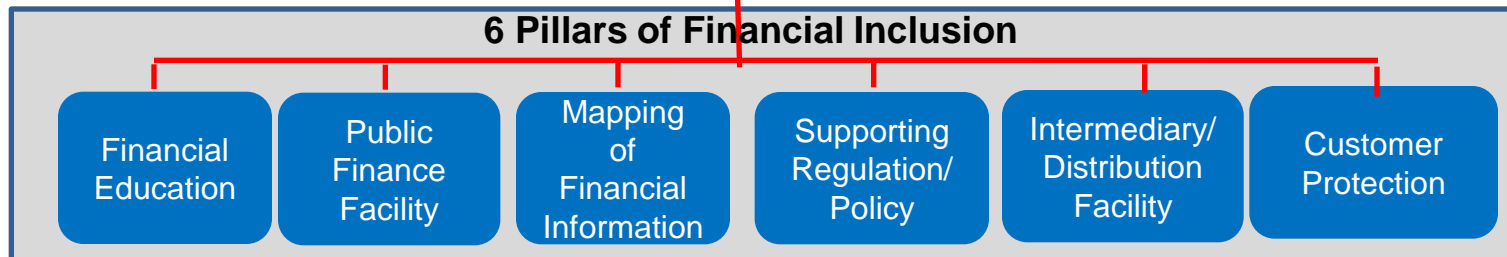 6 Pillars of Financial Inclusion
Financial
Education
Public
Finance
Facility
Mapping
of
Financial
Information
Supporting
Regulation/
Policy
Intermediary/
Distribution
Facility
Customer
Protection